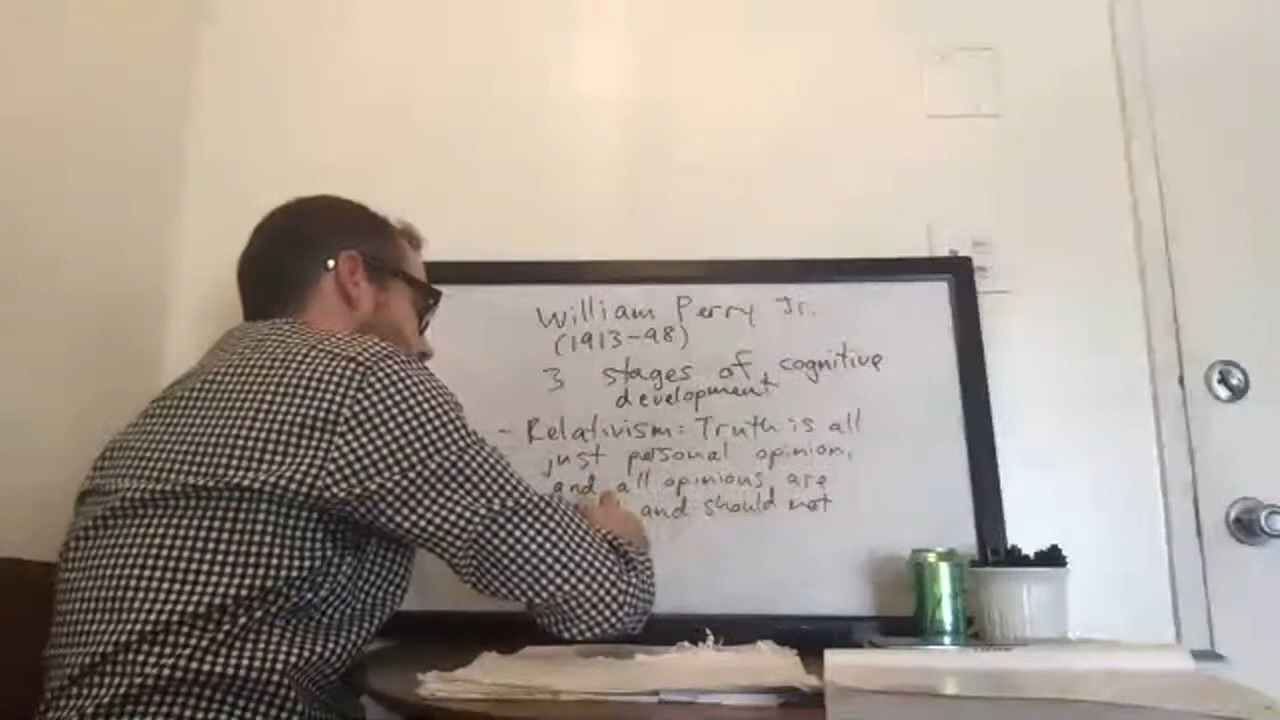 William Perry Jr.
(1913-98)
3 stages of cognitive
development
- Relativism: Truth is all
just personal opinion,
and all opinions are
and should not